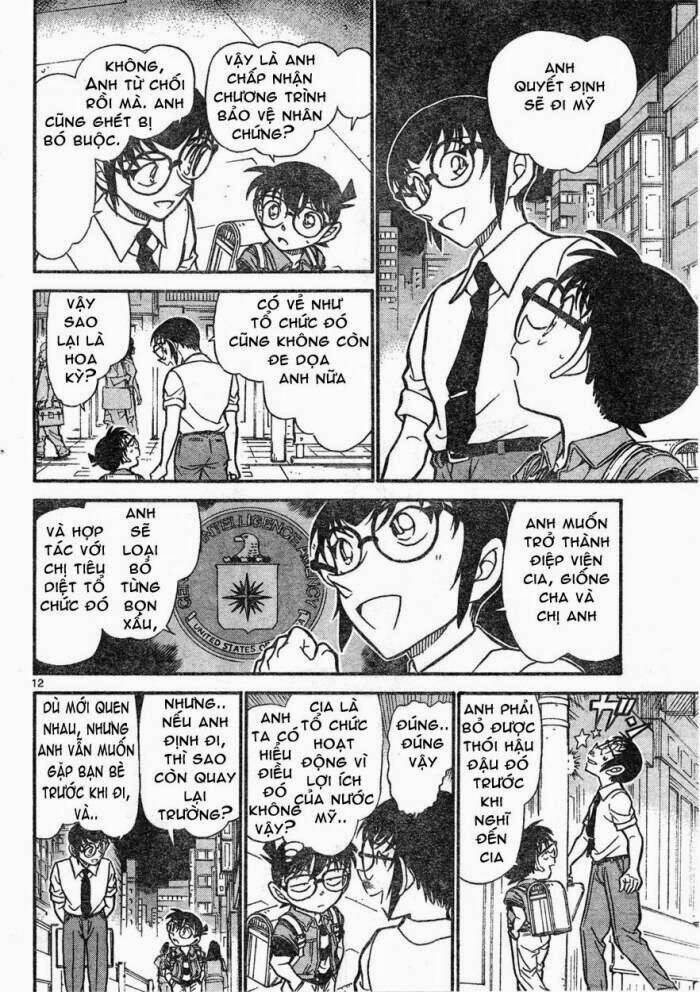 ANH
QUYẾT ĐỊNH
SẼ ĐI MỸ
VẬY LÀ ANH
CHẤP NHẬN
CHƯƠNG TRÌNH
BẢO VỆ NHÂN
CHỨNG?
KHÔNG,
ANH TỪ CHỐI
RỒI MÀ. ANH
CŨNG GHÉT BỊ
BÓ BUỘC.
CÓ VẺ NHƯ
TỔ CHỨC ĐÓ
CŨNG KHÔNG CÒN
ĐE DỌA
ANH NỮA
VẬY
SAO
LẠI LÀ
HOA
KỲ?
ANH MUỐN
TRỞ THÀNH
ĐIỆP VIÊN
CIA, GIỐNG
CHA VÀ
CHỊ ANH
INTELLIGENCE AGENCY
UNITED STATES OF
ANH
SẼ
LOẠI
BỎ
TỪNG
BỌN
XẤU,
VÀ HỢP
TÁC VỚI
CHỊ TIÊU
DIỆT TỔ
CHỨC ĐÓ
12
ANH PHẢI
BỎ ĐƯỢC
THÓI HẬU
ĐẬU ĐÓ
TRƯỚC
KHI
NGHĨ
ĐẾN
CIA
ĐÚNG..
ĐÚNG
VẬY
CIA LÀ
TỔ CHỨC
HOẠT
ĐỘNG VÌ
LỢI ÍCH
CỦA NƯỚC
MỸ..
ANH
TA CÓ
HIỂU
ĐIỀU
ĐÓ
KHÔNG
VẬY?
NHƯNG..
NẾU ANH
ĐỊNH ĐI,
THÌ SAO
CÒN QUAY
LẠI
TRƯỜNG?
DÙ MỚI QUEN
NHAU, NHƯNG
ANH VẪN MUỐN
GẶP BẠN BÈ
TRƯỚC KHI ĐI,
VÀ..